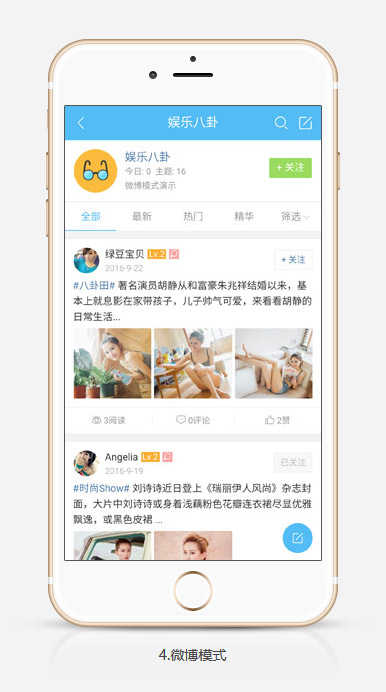 娱乐八卦
娱乐八卦
今日: 0 主题: 16
微博模式演示
+ 关注
全部 最新 热门 精华 筛选
绿豆宝贝 Lv.2
2016-9-22
+ 关注
#八卦田# 著名演员胡静从和富豪朱兆祥结婚以来，基
本上就息影在家带孩子，儿子帅气可爱，来看看胡静的
日常生活...
3阅读 0评论 2赞
Angelia Lv.2
2016-9-19
已关注
#时尚Show# 刘诗诗近日登上《瑞丽伊人风尚》杂志封
面，大片中刘诗诗或身着浅藕粉色花瓣连衣裙尽显优雅
飘逸，或黑色皮裙 ...
4.微博模式